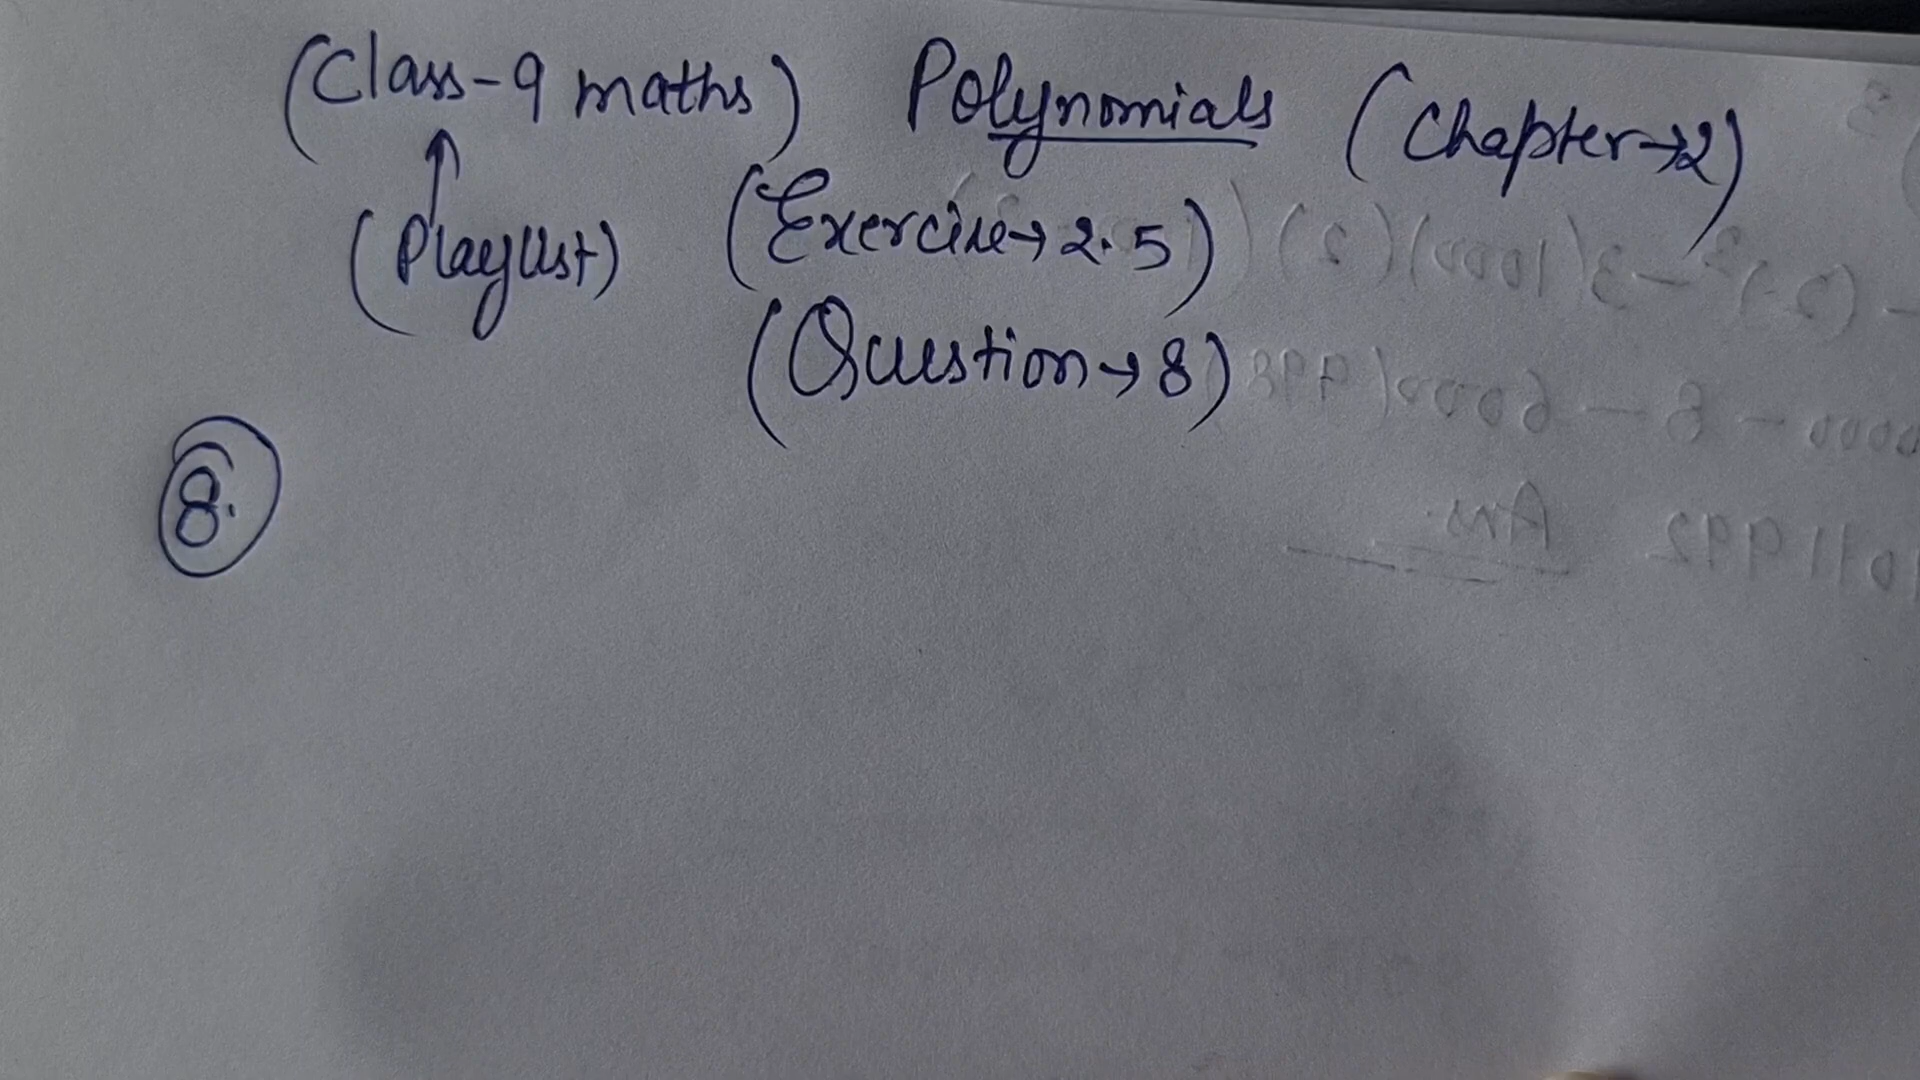 (Class-9 maths) Polynomials (Chapter→2)
(Playlist) (Exercise→2.5)
(Question→8)
8.